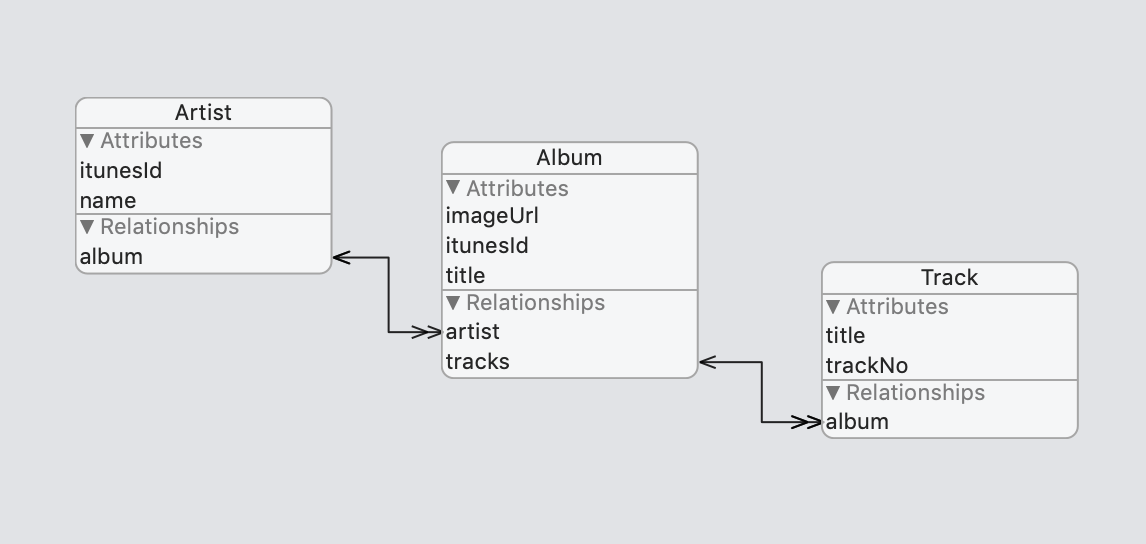 Artist
Attributes
itunesId
name
Relationships
album
Album
Attributes
imageUrl
itunesId
title
Relationships
artist
tracks
Track
Attributes
title
trackNo
Relationships
album